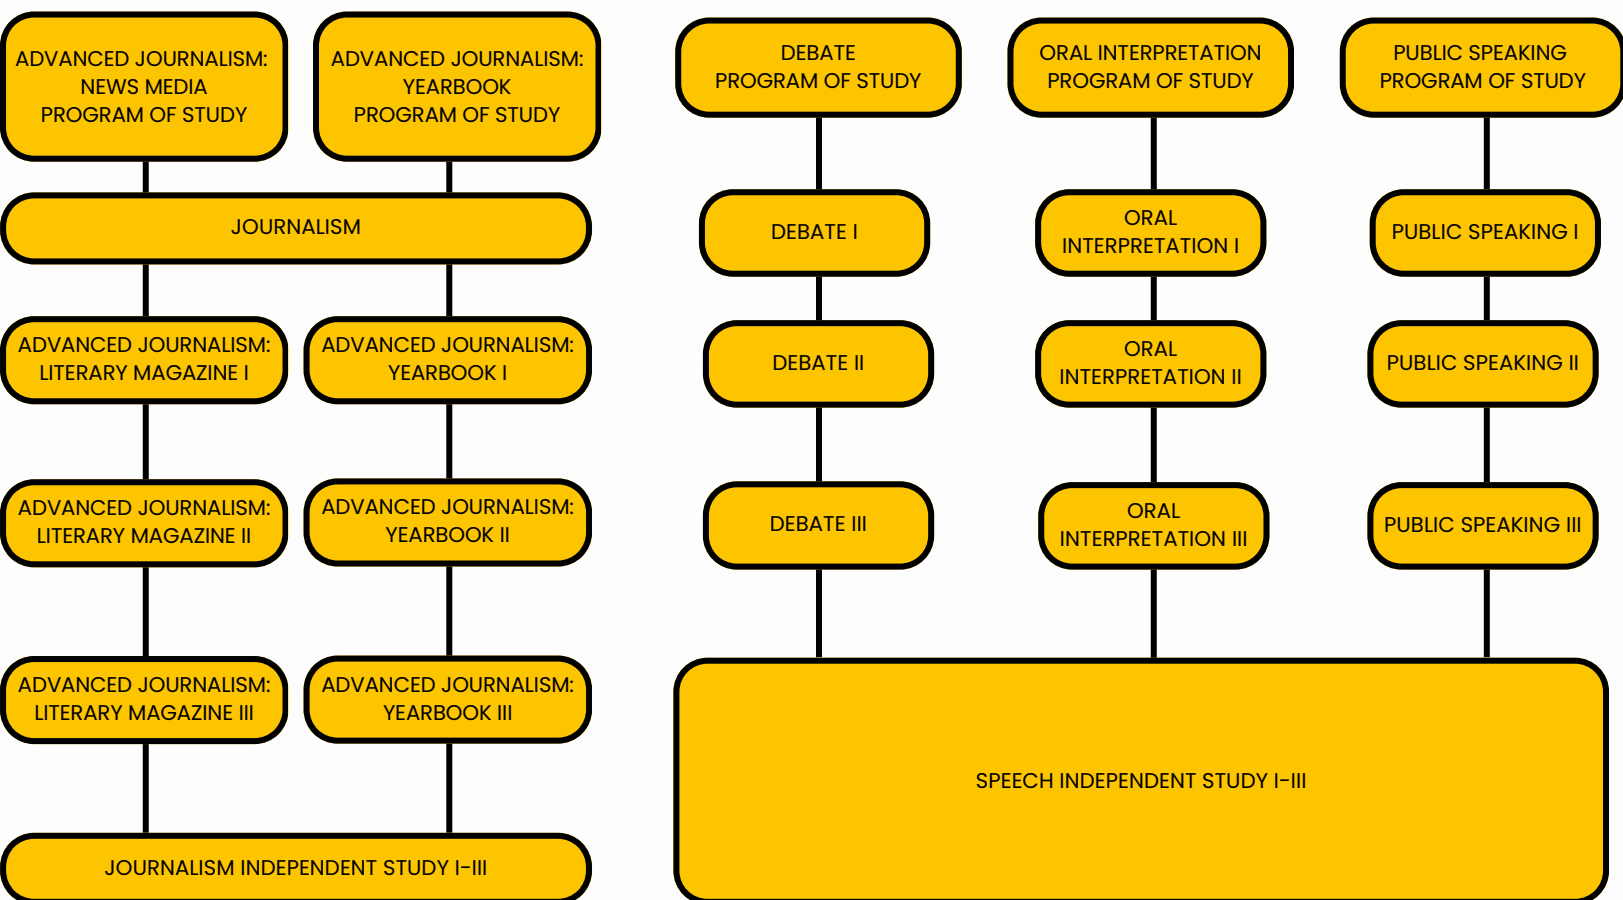 ADVANCED JOURNALISM:
NEWS MEDIA
PROGRAM OF STUDY
ADVANCED JOURNALISM:
YEARBOOK
PROGRAM OF STUDY
JOURNALISM
ADVANCED JOURNALISM:
LITERARY MAGAZINE I
ADVANCED JOURNALISM:
YEARBOOK I
ADVANCED JOURNALISM:
LITERARY MAGAZINE II
ADVANCED JOURNALISM:
YEARBOOK II
ADVANCED JOURNALISM:
LITERARY MAGAZINE III
ADVANCED JOURNALISM:
YEARBOOK III
JOURNALISM INDEPENDENT STUDY I-III
DEBATE
PROGRAM OF STUDY
ORAL INTERPRETATION
PROGRAM OF STUDY
PUBLIC SPEAKING
PROGRAM OF STUDY
DEBATE I
ORAL
INTERPRETATION I
PUBLIC SPEAKING I
DEBATE II
ORAL
INTERPRETATION II
PUBLIC SPEAKING II
DEBATE III
ORAL
INTERPRETATION III
PUBLIC SPEAKING III
SPEECH INDEPENDENT STUDY I-III